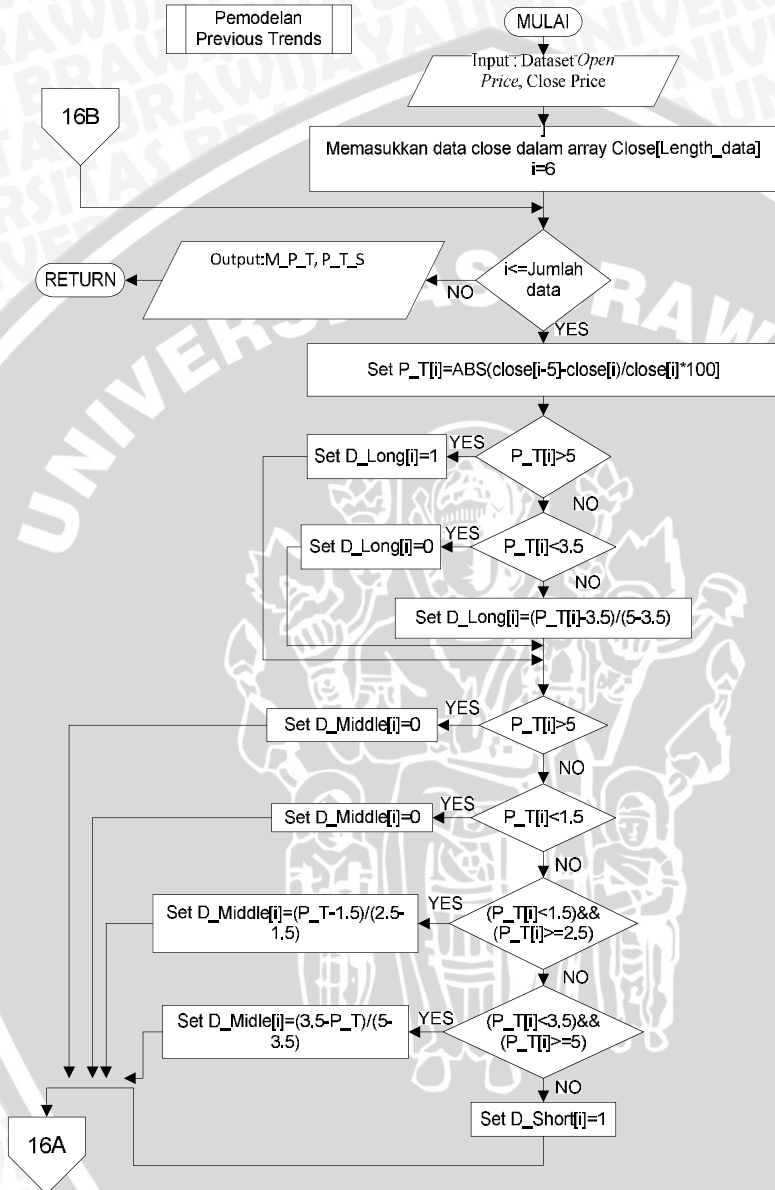 Pemodelan
Previous Trends
MULAI
Input : Dataset Open
Price, Close Price
16B
Memasukkan data close dalam array Close[Length_data]
i=6
i<=Jumlah
data
NO
YES
Output:M_P_T, P_T_S
RETURN
Set P_T[i]=ABS(close[i-5]-close[i)/close[i]*100]
P_T[i]>5
YES
Set D_Long[i]=1
NO
P_T[i]<3.5
YES
Set D_Long[i]=0
NO
Set D_Long[i]=(P_T[i]-3.5)/(5-3.5)
P_T[i]>5
YES
Set D_Middle[i]=0
NO
P_T[i]<1.5
YES
Set D_Middle[i]=0
NO
(P_T[i]<1.5)&&
(P_T[i]>=2.5)
YES
Set D_Middle[i]=(P_T-1.5)/(2.5-
1.5)
NO
(P_T[i]<3.5)&&
(P_T[i]>=5)
YES
Set D_Midle[i]=(3.5-P_T)/(5-
3.5)
NO
Set D_Short[i]=1
16A
UNIVERSITAS BRAW